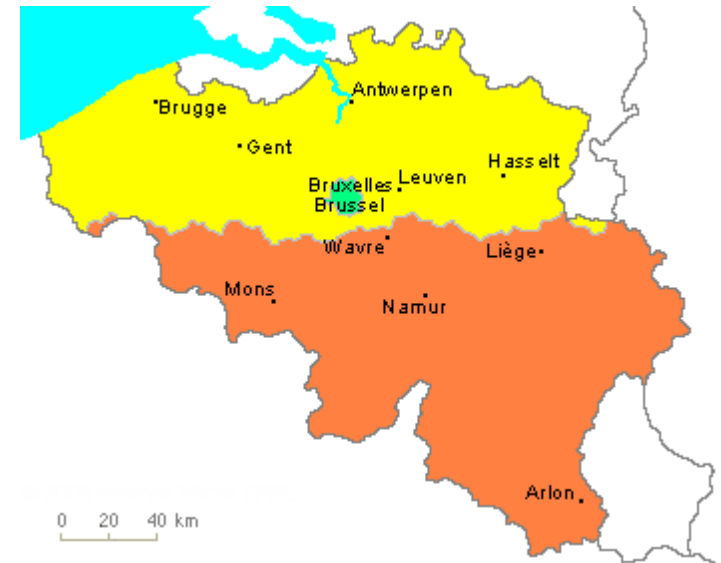 Antwerpen
Brugge
Gent
Hasselt
Leuven
Bruxelles
Brussel
Wavre
Liège
Mons
Namur
Arlon
0 20 40 km